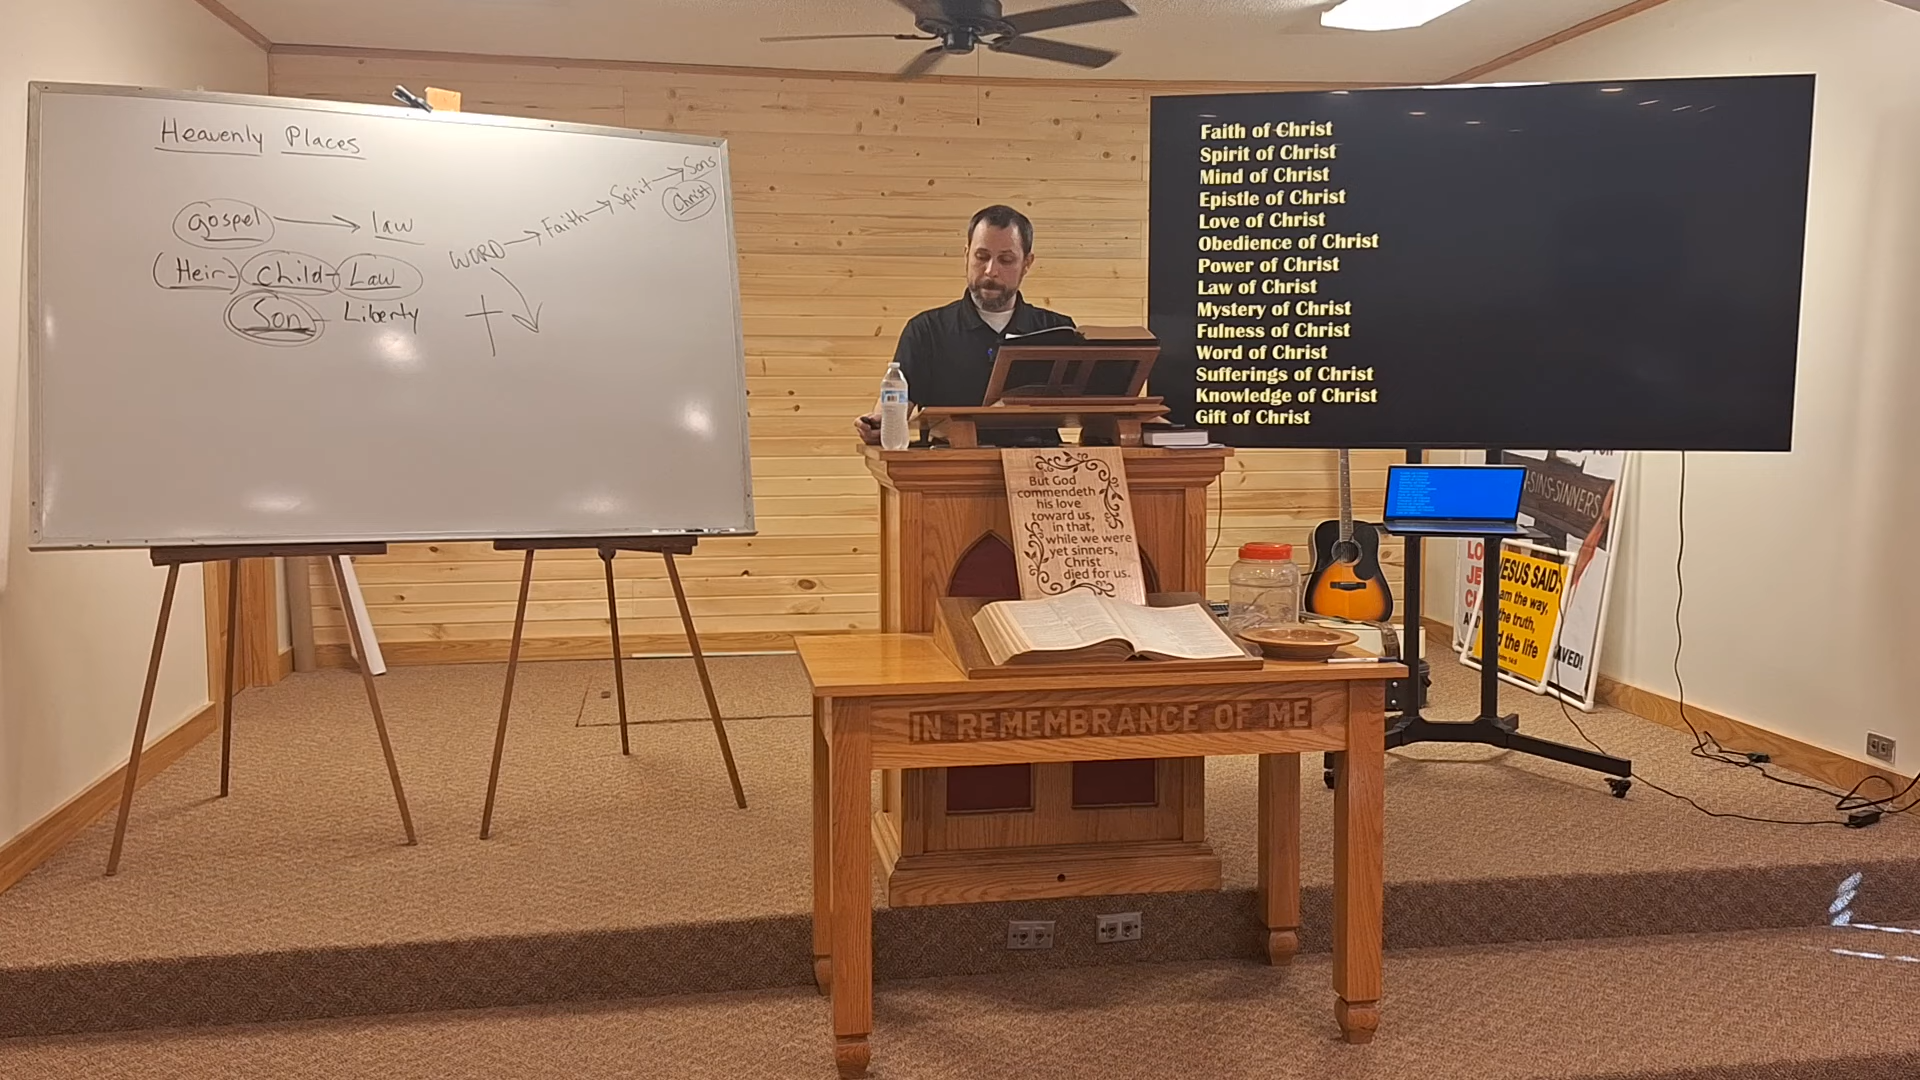 Heavenly Places
gospel → law
(Heir-) Child - Law
Son - Liberty
WORD → Faith → Spirit → Sons
Christ
Faith of Christ
Spirit of Christ
Mind of Christ
Epistle of Christ
Love of Christ
Obedience of Christ
Power of Christ
Law of Christ
Mystery of Christ
Fulness of Christ
Word of Christ
Sufferings of Christ
Knowledge of Christ
Gift of Christ
But God
commendeth
his love
toward us,
in that,
while we were
yet sinners,
Christ
died for us.
IN REMEMBRANCE OF ME
SINS-SINNERS
JESUS SAID:
am the way,
the truth,
the life